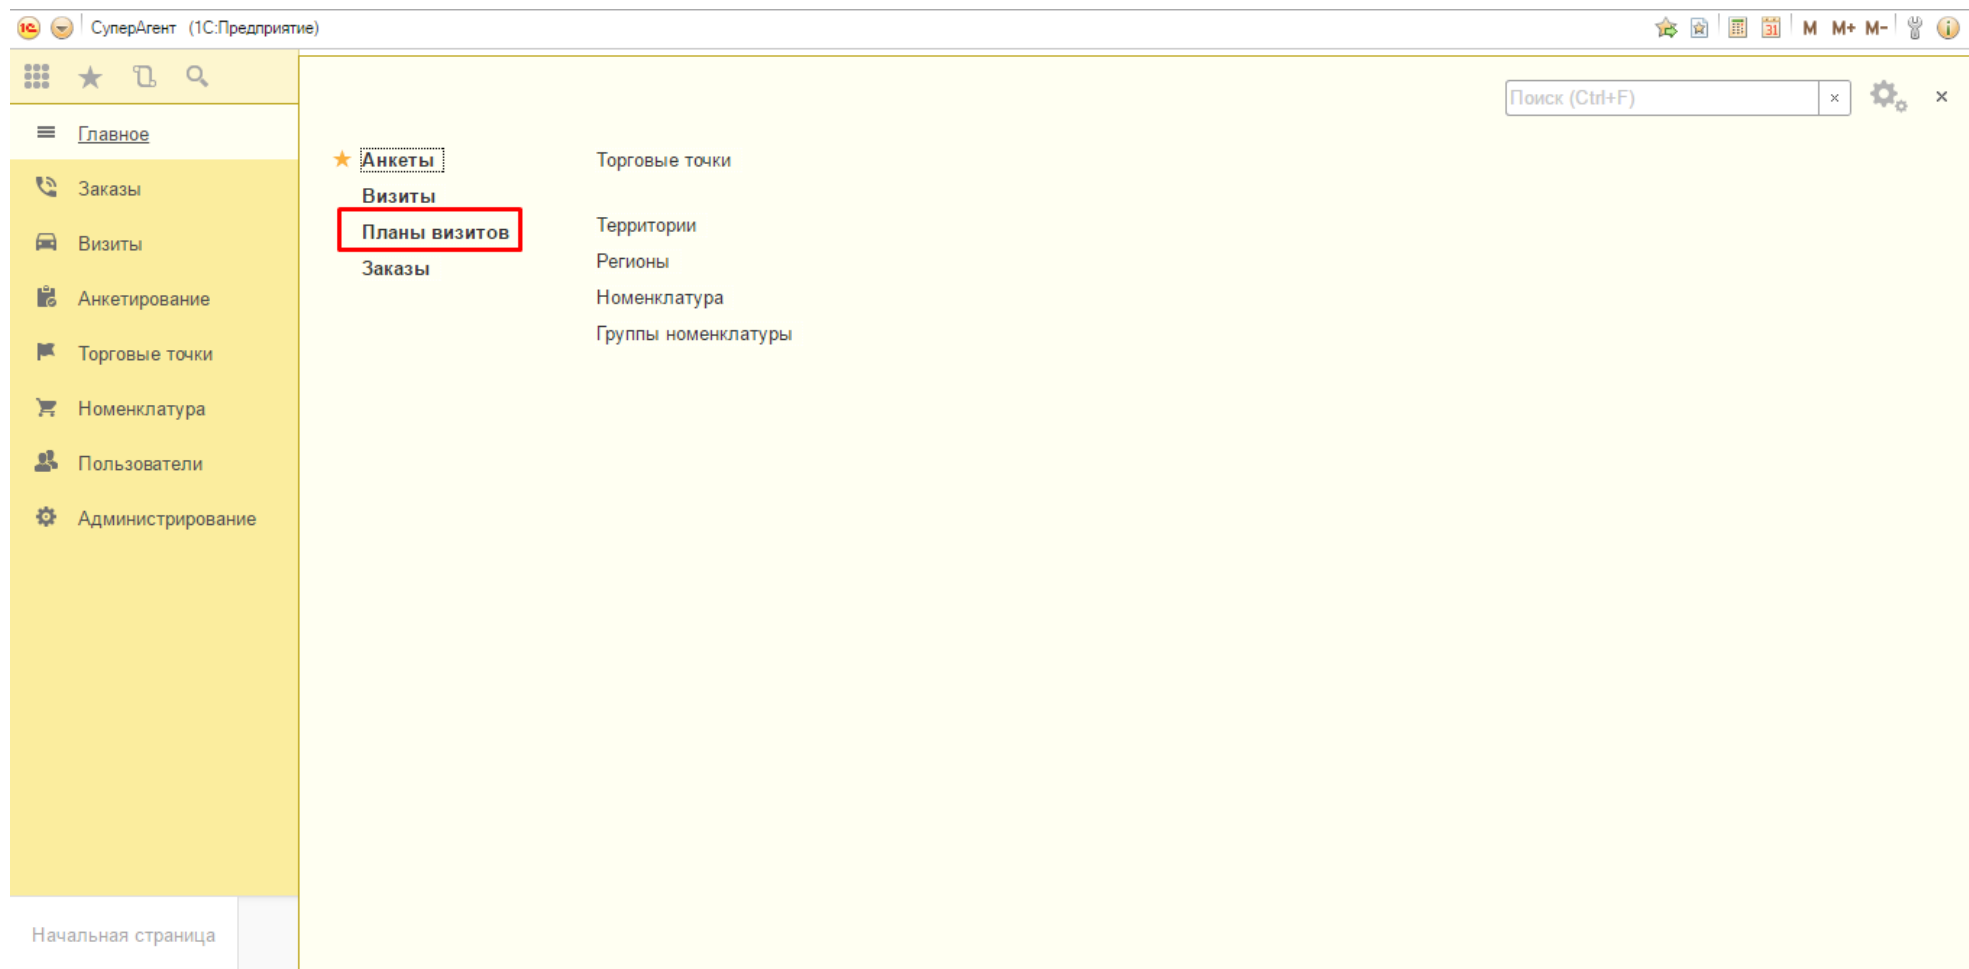 СуперАгент (1С:Предприятие)
M M+ M-
31
Поиск (Ctrl+F)
Главное
Заказы
Визиты
Анкетирование
Торговые точки
Номенклатура
Пользователи
Администрирование
Начальная страница
Анкеты
Визиты
Планы визитов
Заказы
Торговые точки
Территории
Регионы
Номенклатура
Группы номенклатуры